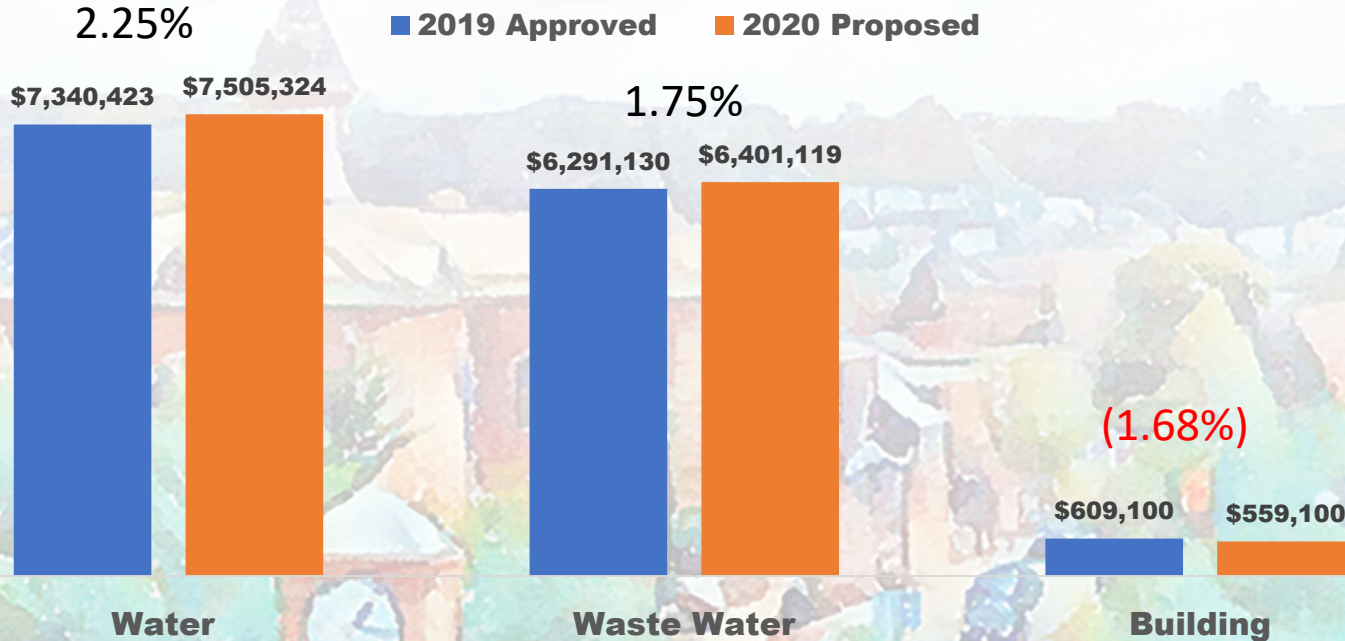 2.25%
2019 Approved
2020 Proposed
$7,340,423
$7,505,324
1.75%
$6,291,130
$6,401,119
(1.68%)
$609,100
$559,100
Water
Waste Water
Building